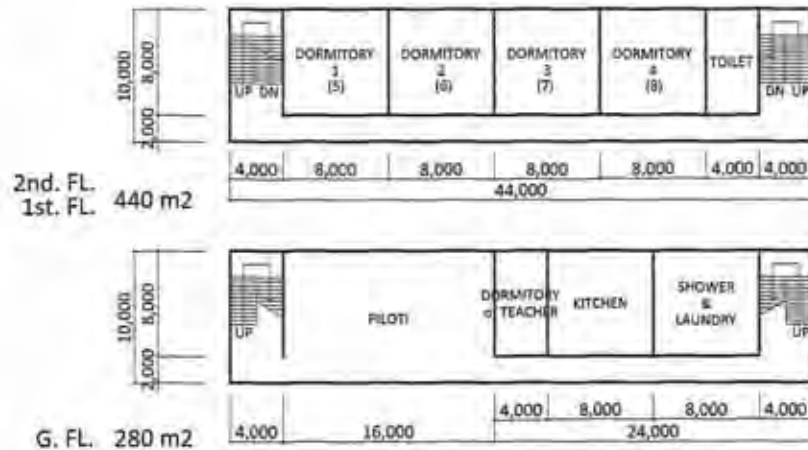 DORMITORY
1
(5)
DORMITORY
2
(6)
DORMITORY
3
(7)
DORMITORY
4
(8)
TOILET
UP DN
DN UP
10,000
8,000
2,000
4,000 8,000 8,000 8,000 8,000 4,000 4,000
44,000
2nd. FL.
1st. FL. 440 m2
PILOTI
DORMITORY
o TEACHER
KITCHEN
SHOWER
&
LAUNDRY
UP
UP
10,000
8,000
2,000
4,000 8,000 8,000 4,000
4,000 16,000 24,000
G. FL. 280 m2